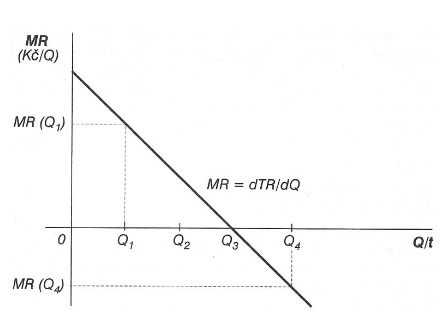 MR
(Kč/Q)
MR (Q₁)
MR = dTR/dQ
0 Q₁ Q₂ Q₃ Q₄ Q/t
MR (Q₄)